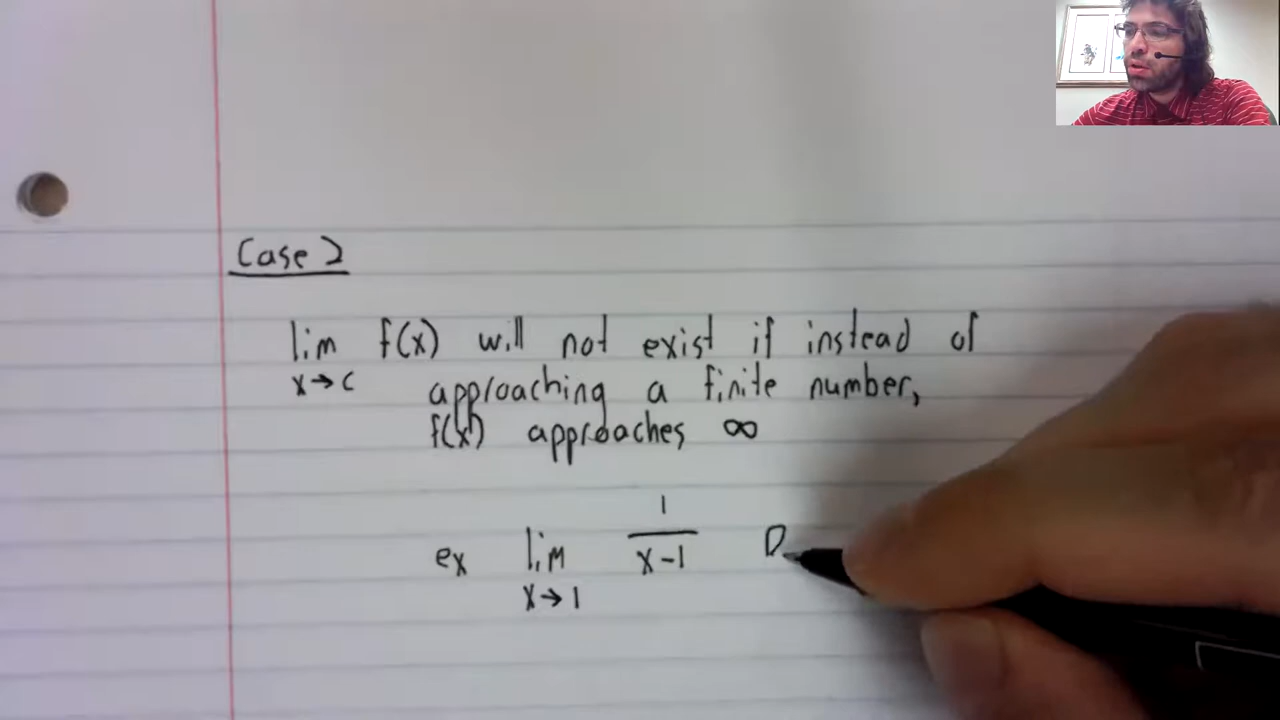 Case 2
lim f(x) will not exist if instead of
x→c approaching a finite number,
f(x) approaches ∞
ex lim 1/(x-1) D
x→1